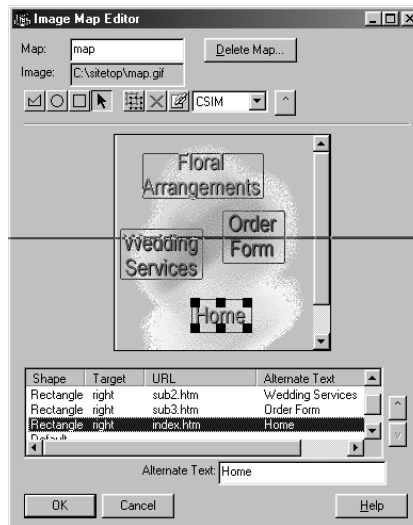 Image Map Editor
Map: map Delete Map...
Image: C:\sitetop\map.gif
CSIM
Floral
Arrangements
Order
Form
Wedding
Services
Home
Shape Target URL Alternate Text
Rectangle right sub2.htm Wedding Services
Rectangle right sub3.htm Order Form
Rectangle right index.htm Home
Default
Alternate Text: Home
OK Cancel Help